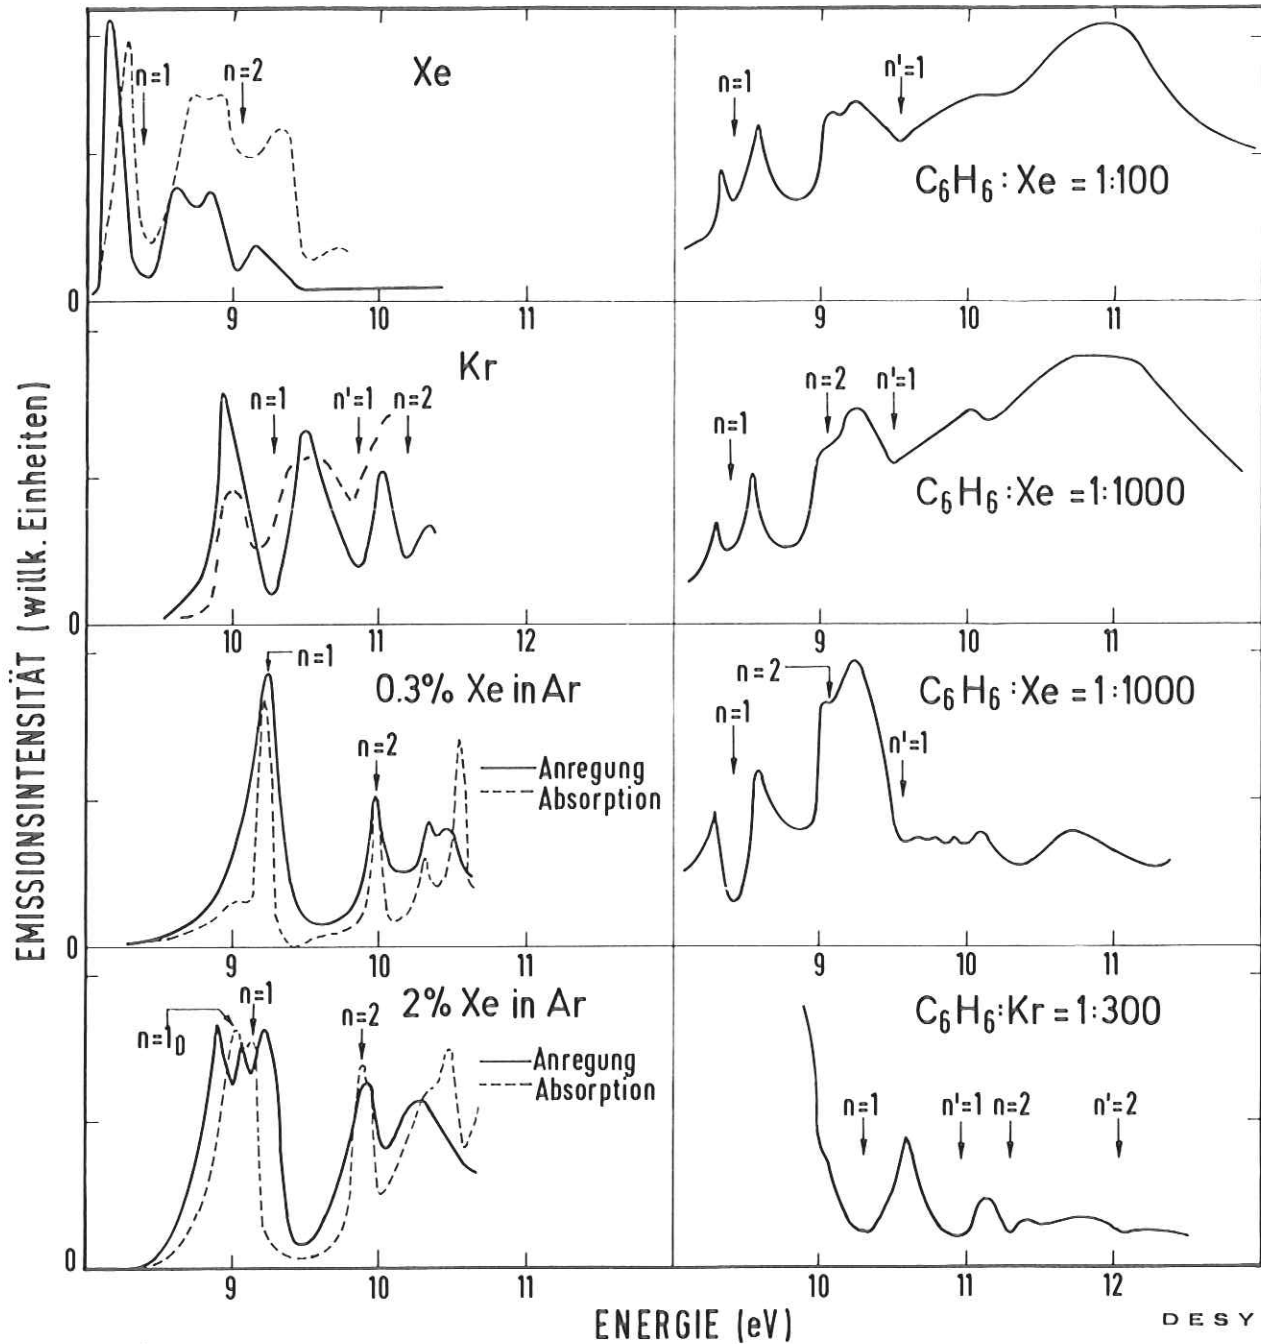 EMISSIONSINTENSITÄT (willk. Einheiten)
Xe
n=1
n=2
0
9
10
11
n=1
n'=1
C₆H₆:Xe = 1:100
9
10
11
Kr
n=1
n'=1
n=2
0
10
11
12
n=1
n=2
n'=1
C₆H₆:Xe = 1:1000
9
10
11
n=1
0.3% Xe in Ar
n=2
Anregung
Absorption
0
9
10
11
n=2
n=1
n'=1
C₆H₆:Xe = 1:1000
9
10
11
2% Xe in Ar
n=1
n=1D
n=2
Anregung
Absorption
0
9
10
11
C₆H₆:Kr = 1:300
n=1
n'=1
n=2
n'=2
10
11
12
ENERGIE (eV)
DESY